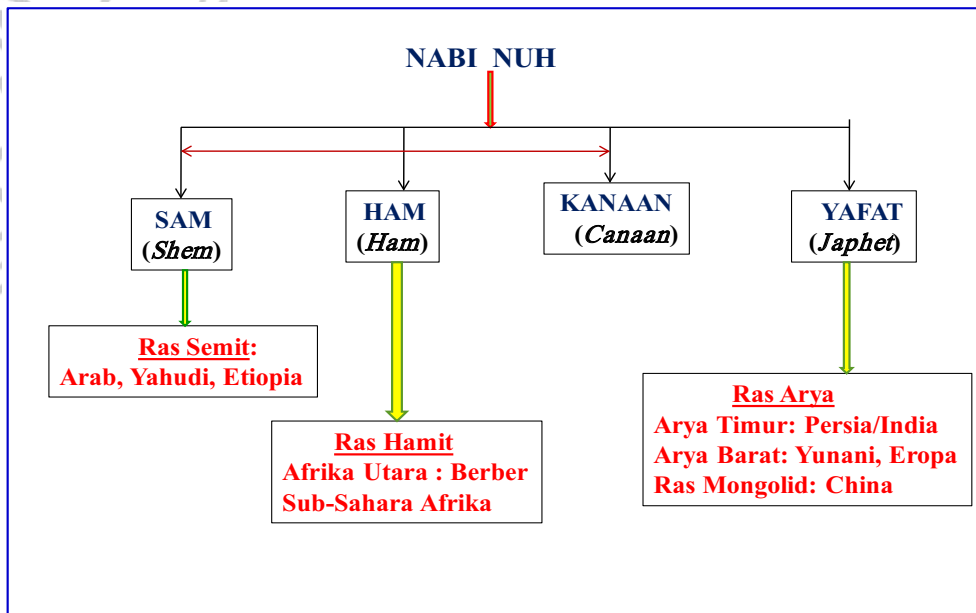 NABI NUH
SAM
(Shem)
HAM
(Ham)
KANAAN
(Canaan)
YAFAT
(Japhet)
Ras Semit:
Arab, Yahudi, Etiopia
Ras Hamit
Afrika Utara : Berber
Sub-Sahara Afrika
Ras Arya
Arya Timur: Persia/India
Arya Barat: Yunani, Eropa
Ras Mongolid: China